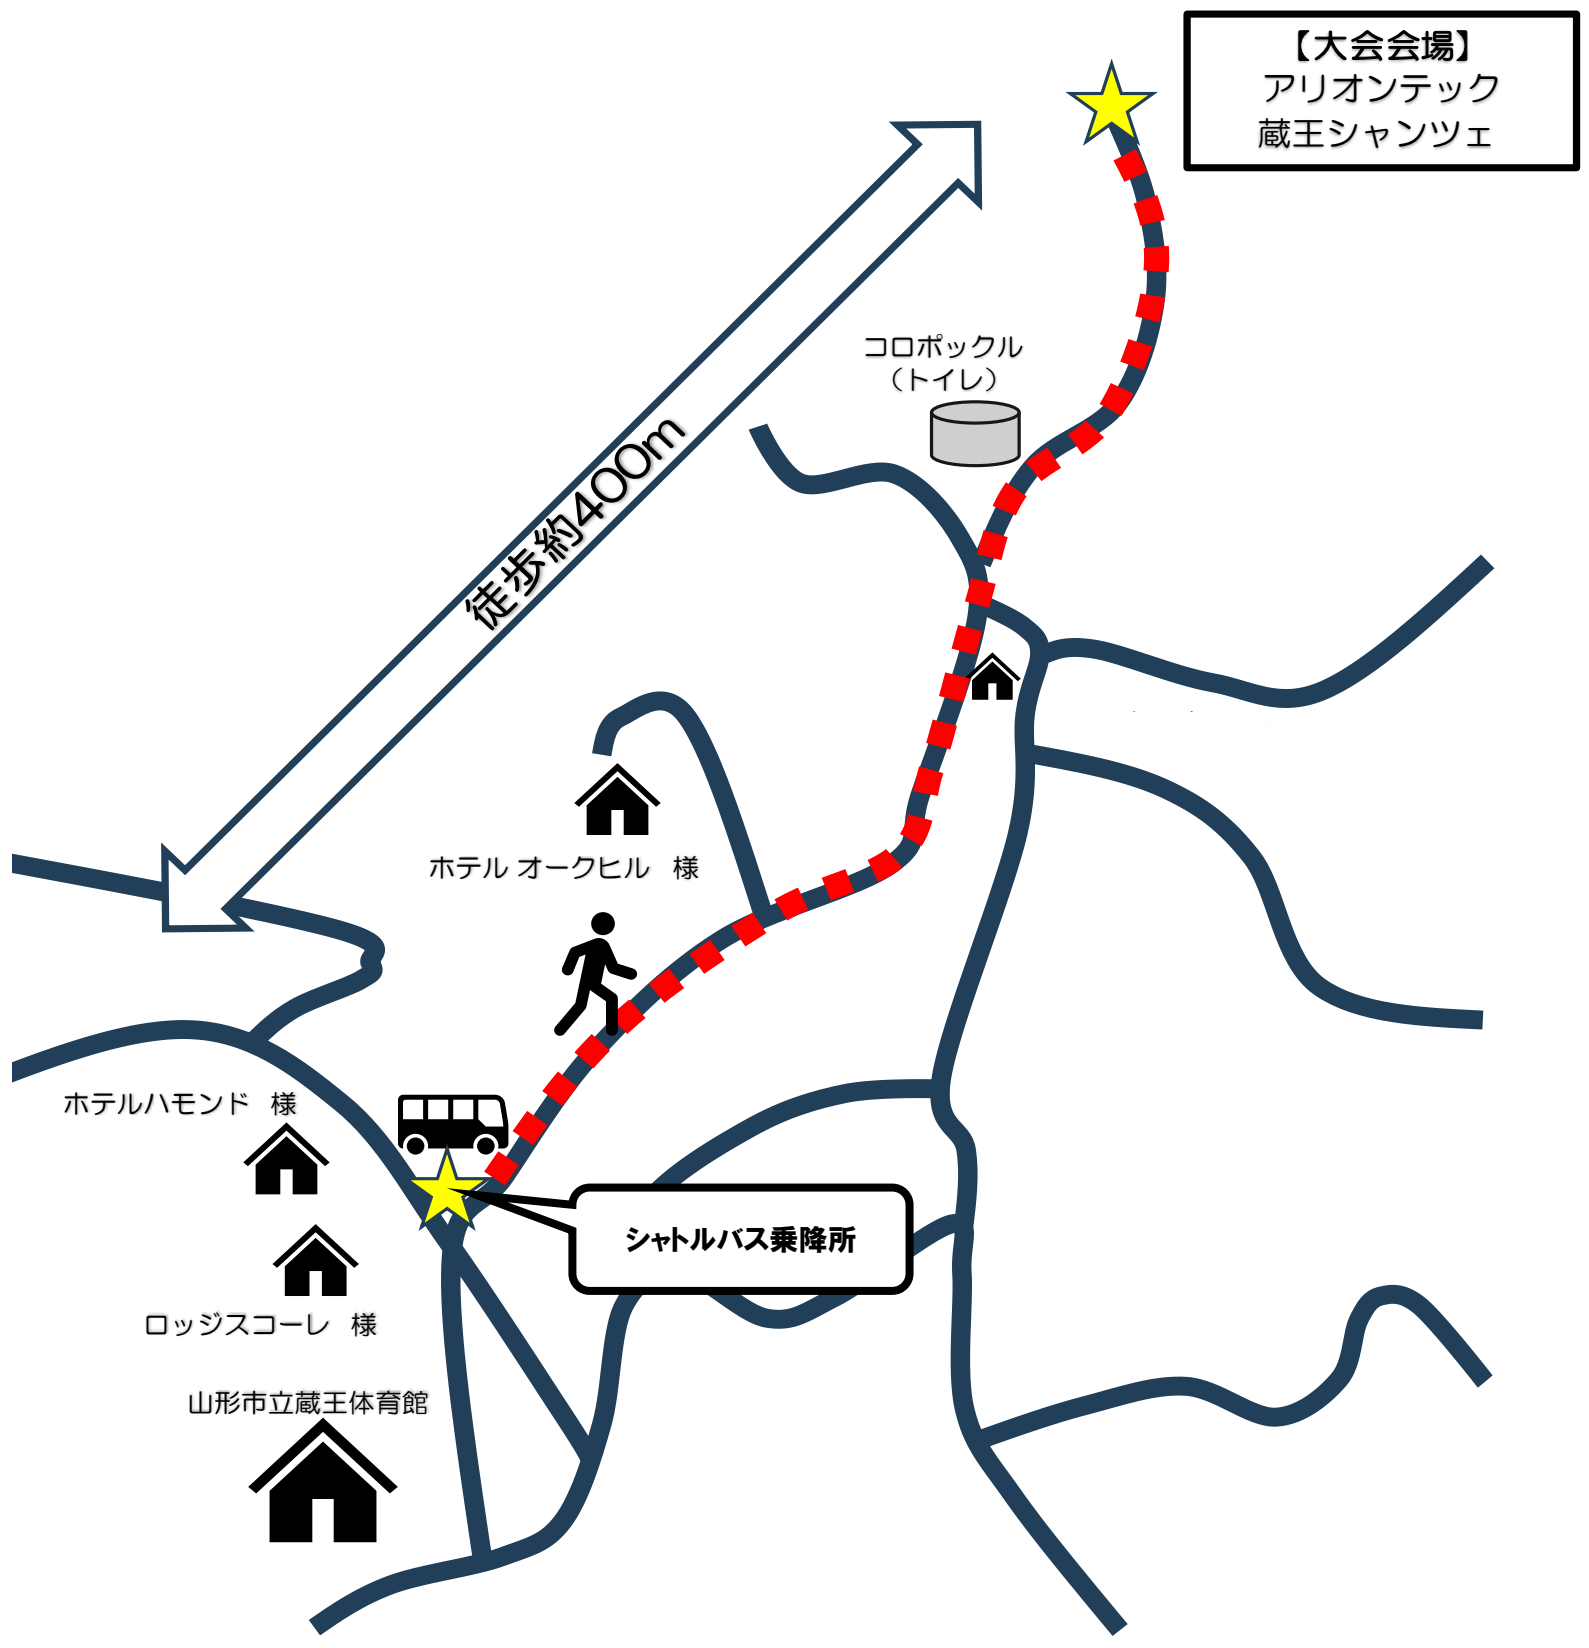 【大会会場】
アリオンテック
蔵王シャンツェ
コロポックル
（トイレ）
徒歩約400m
ホテル オークヒル 様
ホテルハモンド 様
シャトルバス乗降所
ロッジスコーレ 様
山形市立蔵王体育館